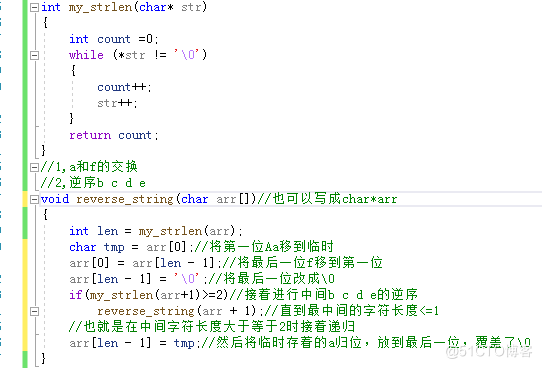 int my_strlen(char* str)
{
int count =0;
while (*str != '\0')
{
count++;
str++;
}
return count;
}
//1,a和f的交换
//2,逆序b c d e
void reverse_string(char arr[])//也可以写成char*arr
{
int len = my_strlen(arr);
char tmp = arr[0];//将第一位Aa移到临时
arr[0] = arr[len - 1];//将最后一位f移到第一位
arr[len - 1] = '\0';//将最后一位改成\0
if(my_strlen(arr+1)>=2)//接着进行中间b c d e的逆序
reverse_string(arr + 1);//直到最中间的字符长度<=1
//也就是在中间字符长度大于等于2时接着递归
arr[len - 1] = tmp;//然后将临时存着的a归位，放到最后一位，覆盖了\0
}
@51CTO博客